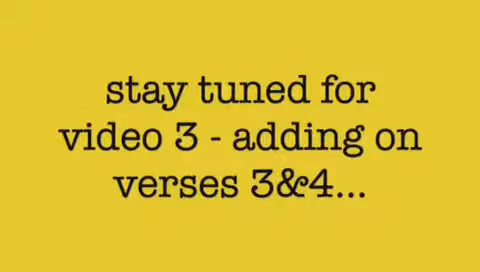 stay tuned for
video 3 - adding on
verses 3&4...